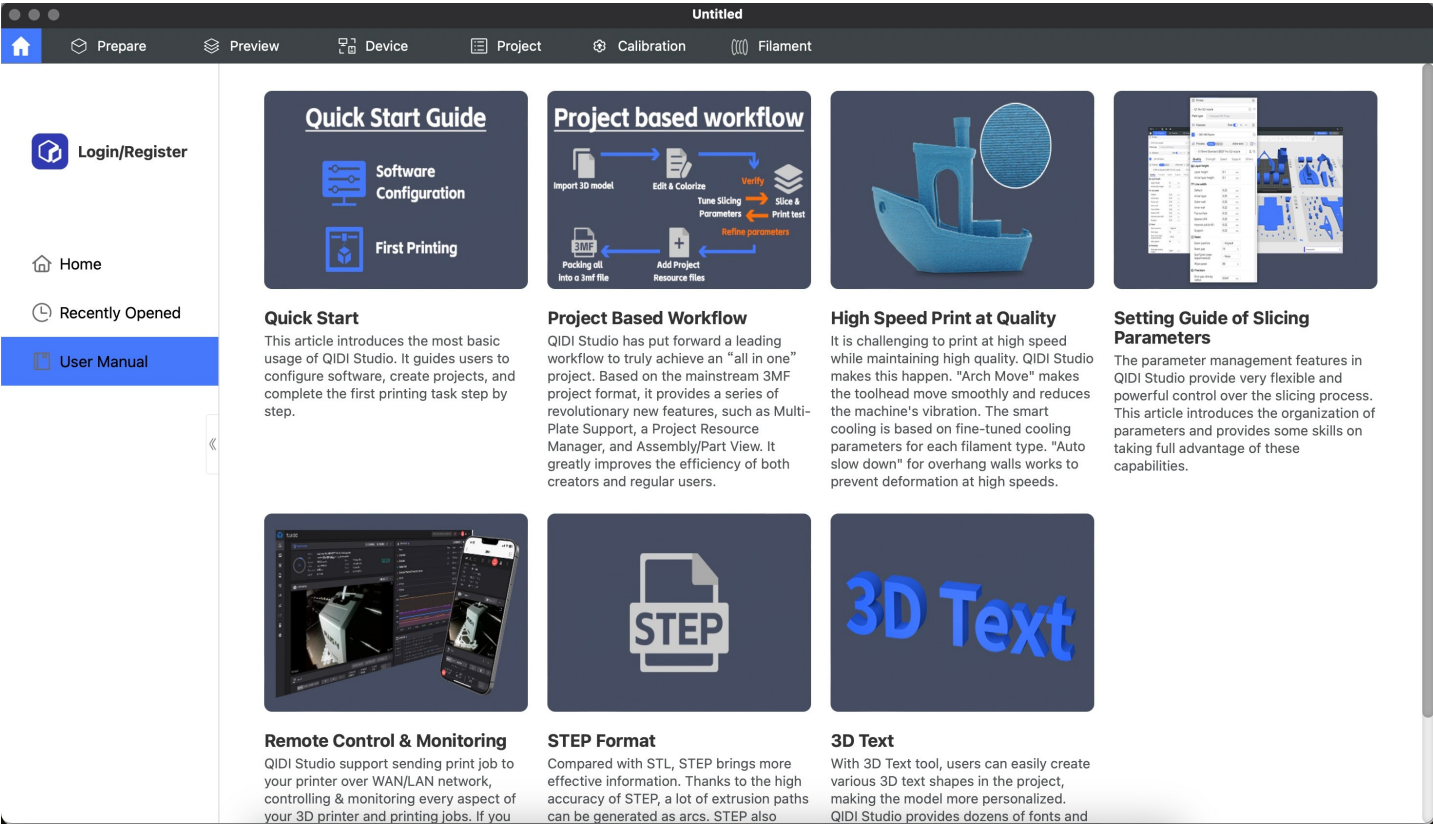 Untitled
Prepare
Preview
Device
Project
Calibration
Filament
Login/Register
Home
Recently Opened
User Manual
Quick Start Guide
Software
Configuration
First Printing
Quick Start
This article introduces the most basic
usage of QIDI Studio. It guides users to
configure software, create projects, and
complete the first printing task step by
step.
Project based workflow
Import 3D model
Edit & Colorize
Verify
Tune Slicing
Parameters
Slice &
Print test
Refine parameters
3MF
Packing all
into a 3mf file
Add Project
Resource files
Project Based Workflow
QIDI Studio has put forward a leading
workflow to truly achieve an “all in one”
project. Based on the mainstream 3MF
project format, it provides a series of
revolutionary new features, such as Multi-
Plate Support, a Project Resource
Manager, and Assembly/Part View. It
greatly improves the efficiency of both
creators and regular users.
High Speed Print at Quality
It is challenging to print at high speed
while maintaining high quality. QIDI Studio
makes this happen. "Arch Move" makes
the toolhead move smoothly and reduces
the machine's vibration. The smart
cooling is based on fine-tuned cooling
parameters for each filament type. "Auto
slow down" for overhang walls works to
prevent deformation at high speeds.
Setting Guide of Slicing
Parameters
The parameter management features in
QIDI Studio provide very flexible and
powerful control over the slicing process.
This article introduces the organization of
parameters and provides some skills on
taking full advantage of these
capabilities.
Remote Control & Monitoring
QIDI Studio support sending print job to
your printer over WAN/LAN network,
controlling & monitoring every aspect of
your 3D printer and printing jobs. If you
STEP
STEP Format
Compared with STL, STEP brings more
effective information. Thanks to the high
accuracy of STEP, a lot of extrusion paths
can be generated as arcs. STEP also
3D Text
3D Text
With 3D Text tool, users can easily create
various 3D text shapes in the project,
making the model more personalized.
QIDI Studio provides dozens of fonts and